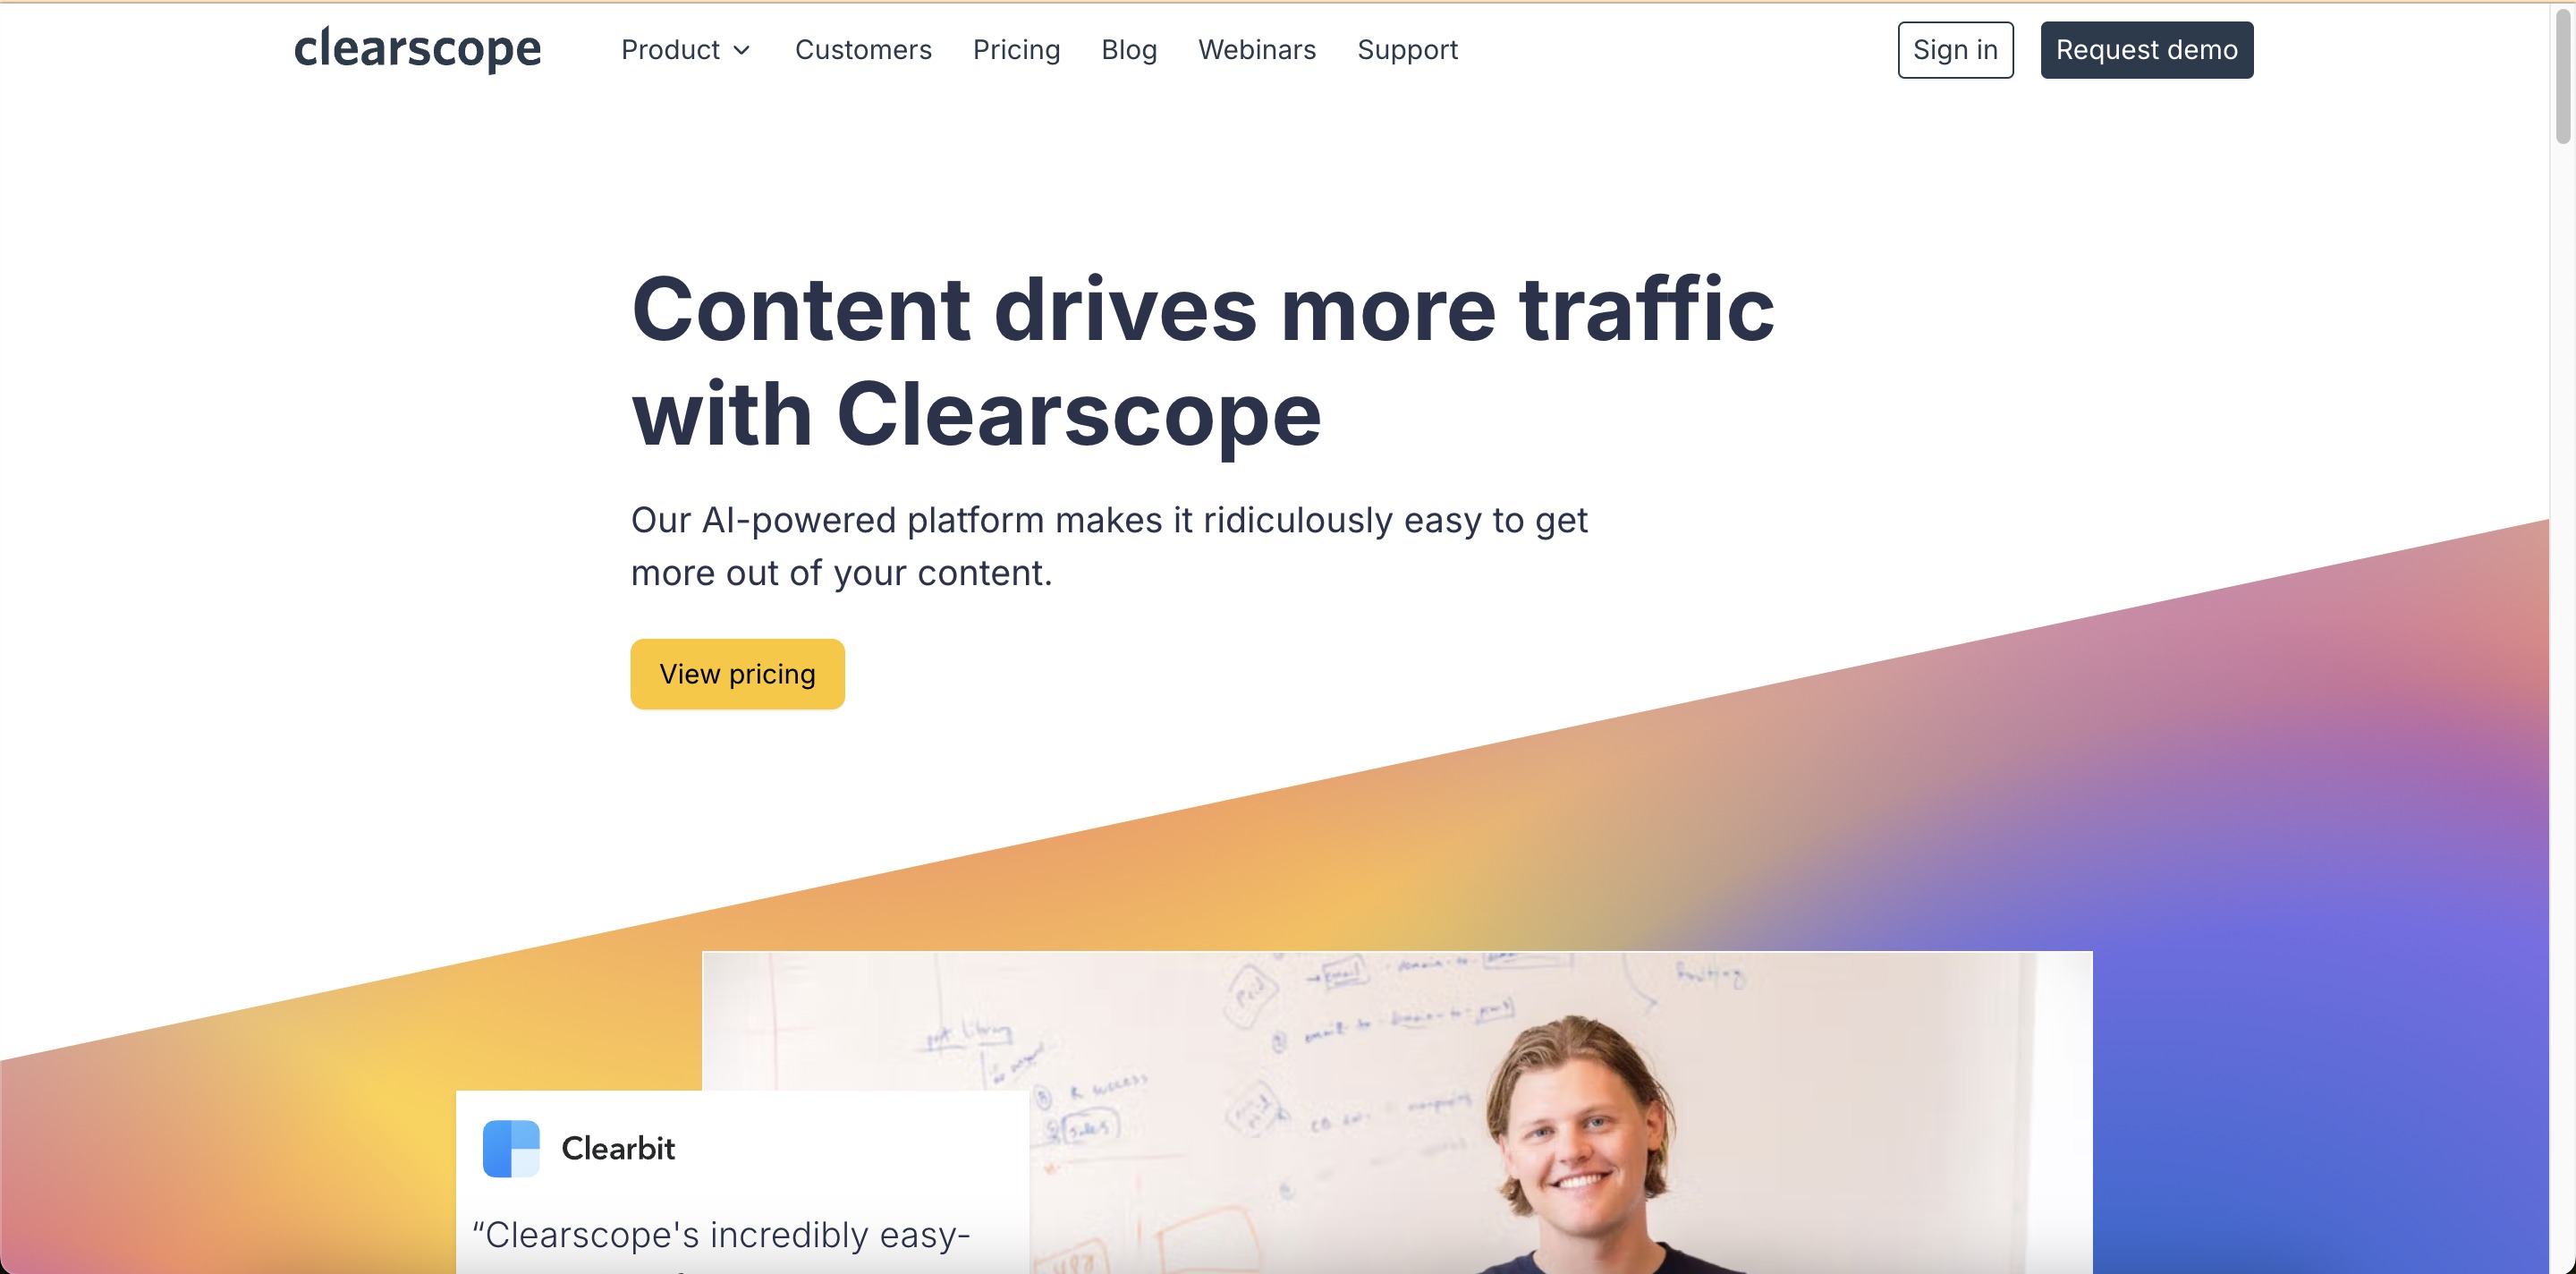 clearscope
Product
Customers
Pricing
Blog
Webinars
Support
Sign in
Request demo
Content drives more traffic
with Clearscope
Our AI-powered platform makes it ridiculously easy to get
more out of your content.
View pricing
Clearbit
“Clearscope's incredibly easy-
success
sales